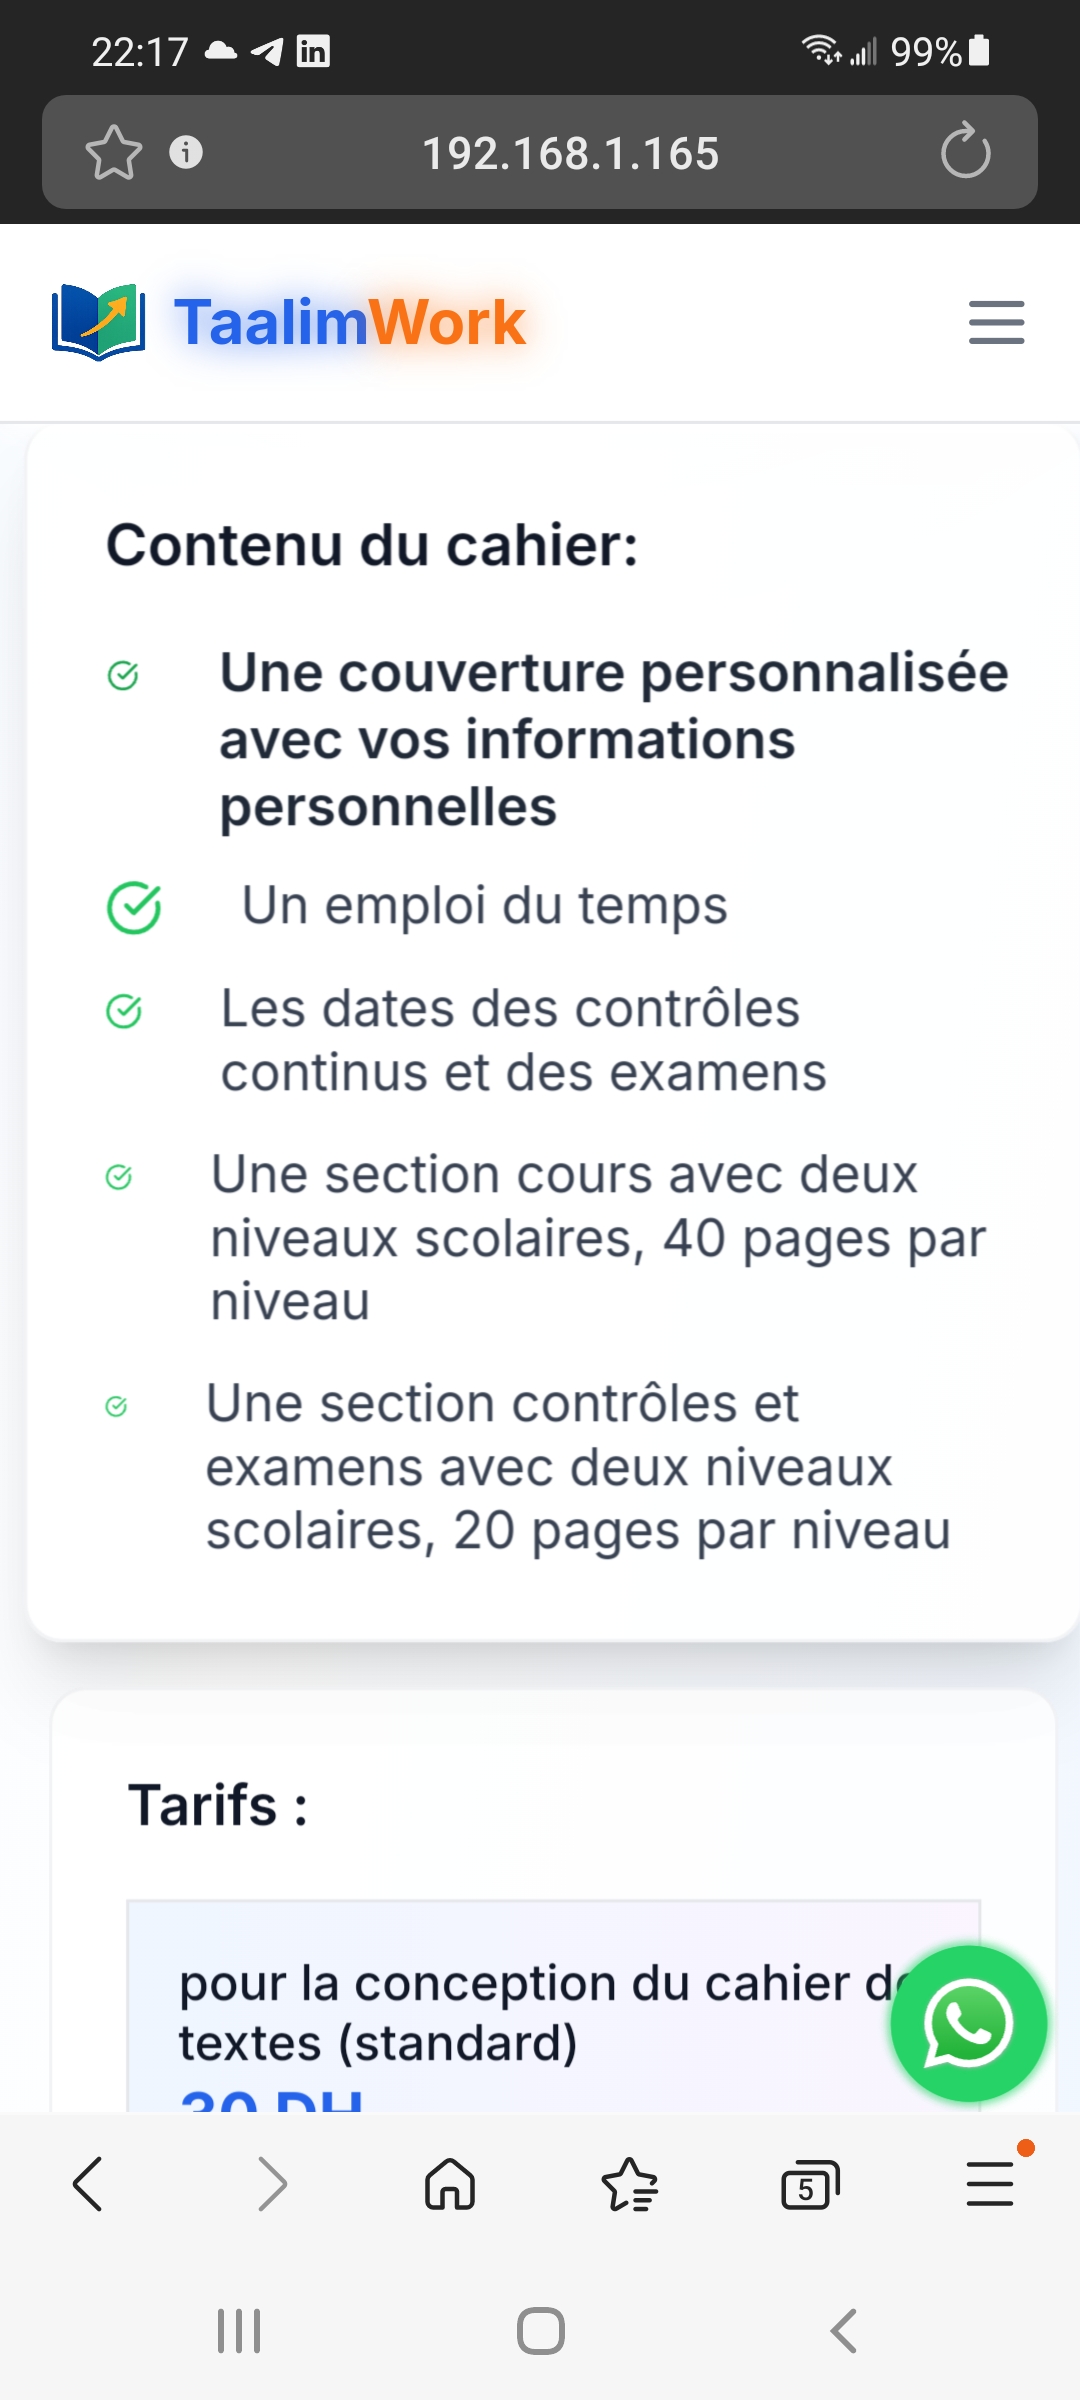 22:17
99%
192.168.1.165
TaalimWork
Contenu du cahier:
Une couverture personnalisée
avec vos informations
personnelles
Un emploi du temps
Les dates des contrôles
continus et des examens
Une section cours avec deux
niveaux scolaires, 40 pages par
niveau
Une section contrôles et
examens avec deux niveaux
scolaires, 20 pages par niveau
Tarifs :
pour la conception du cahier
textes (standard)
30 DH
5